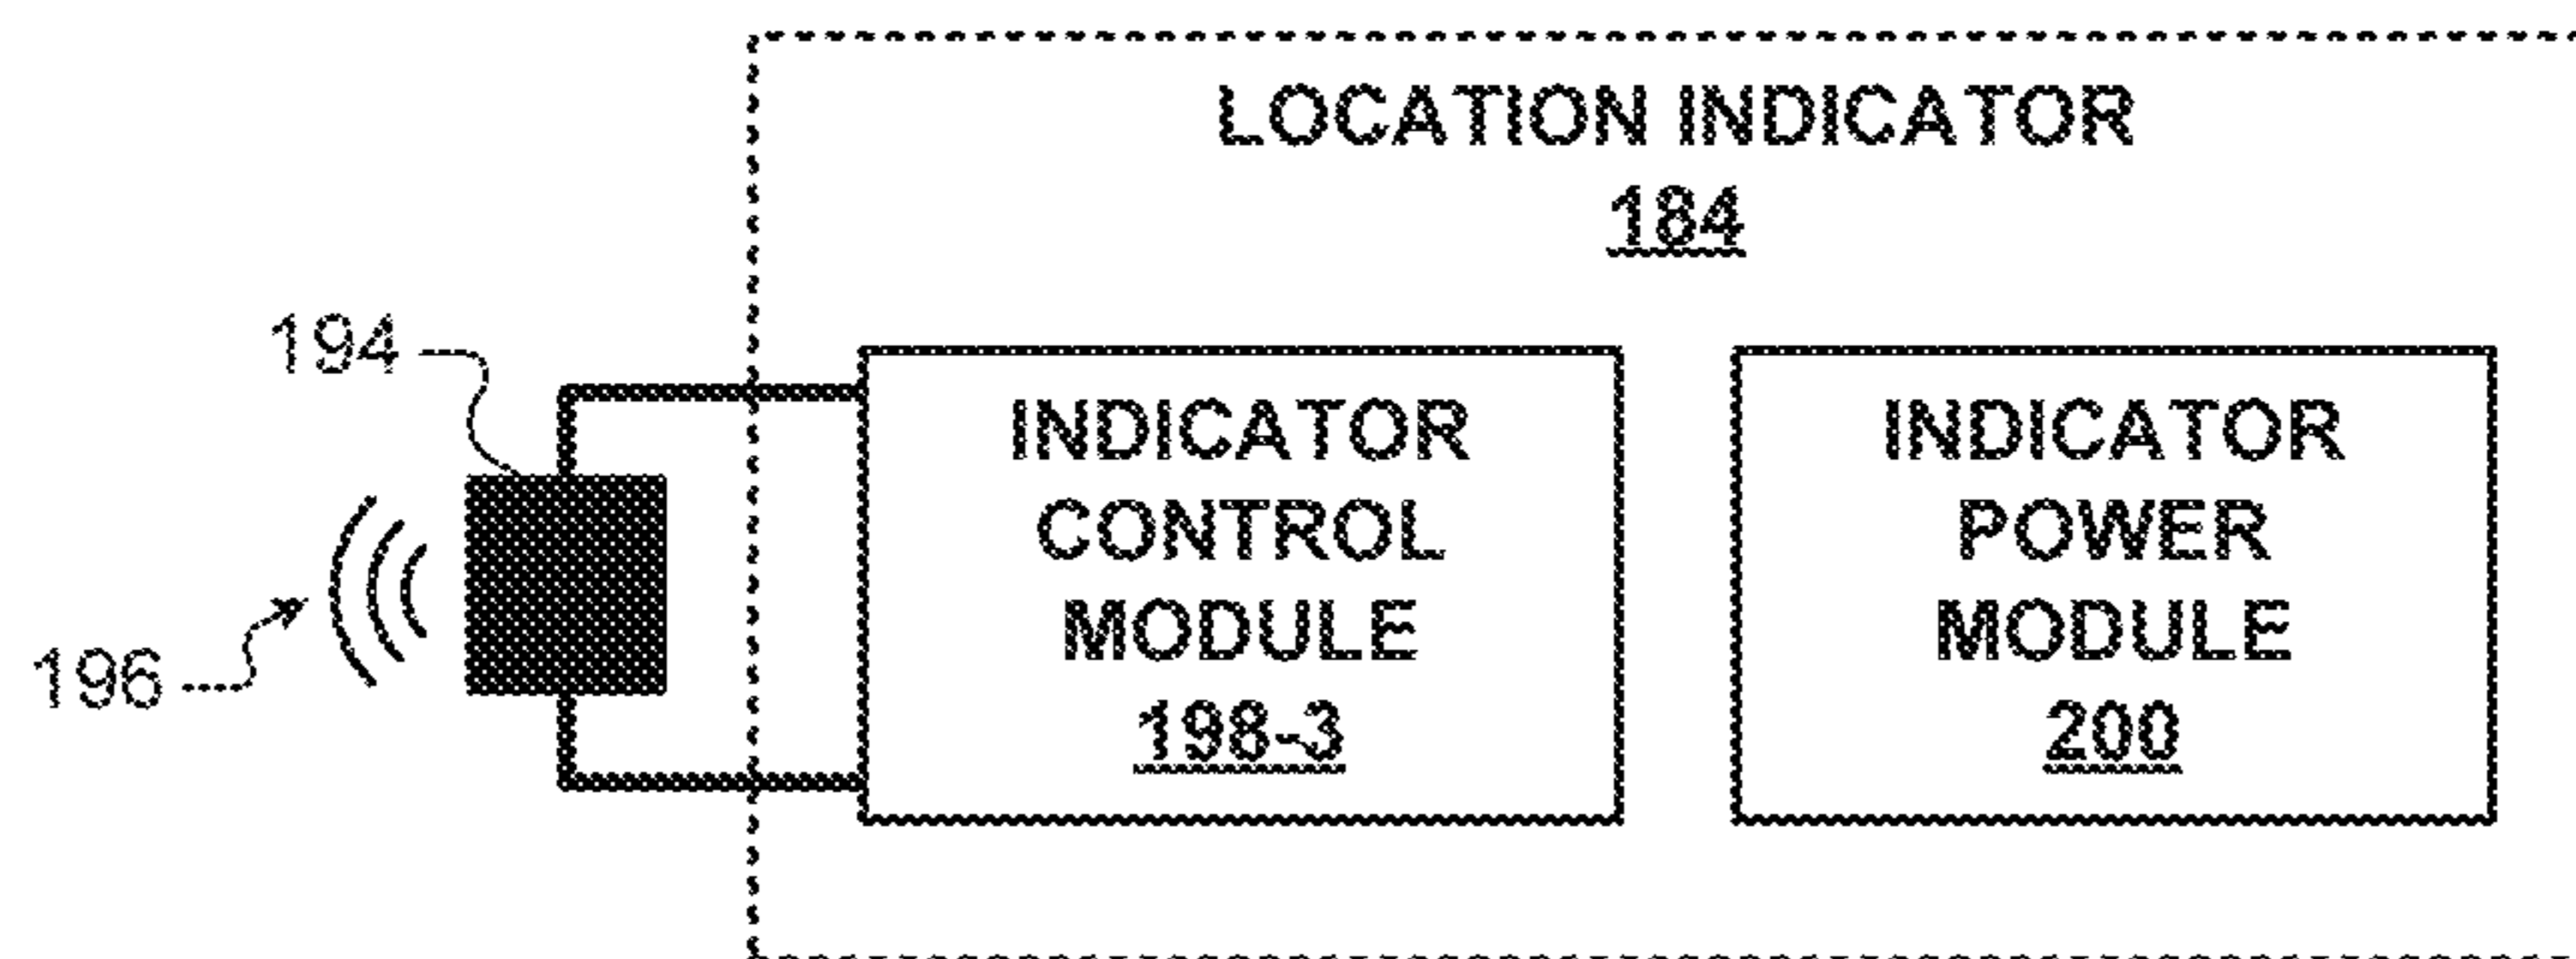 LOCATION INDICATOR
184
194
INDICATOR
CONTROL
MODULE
198-3
INDICATOR
POWER
MODULE
200
196